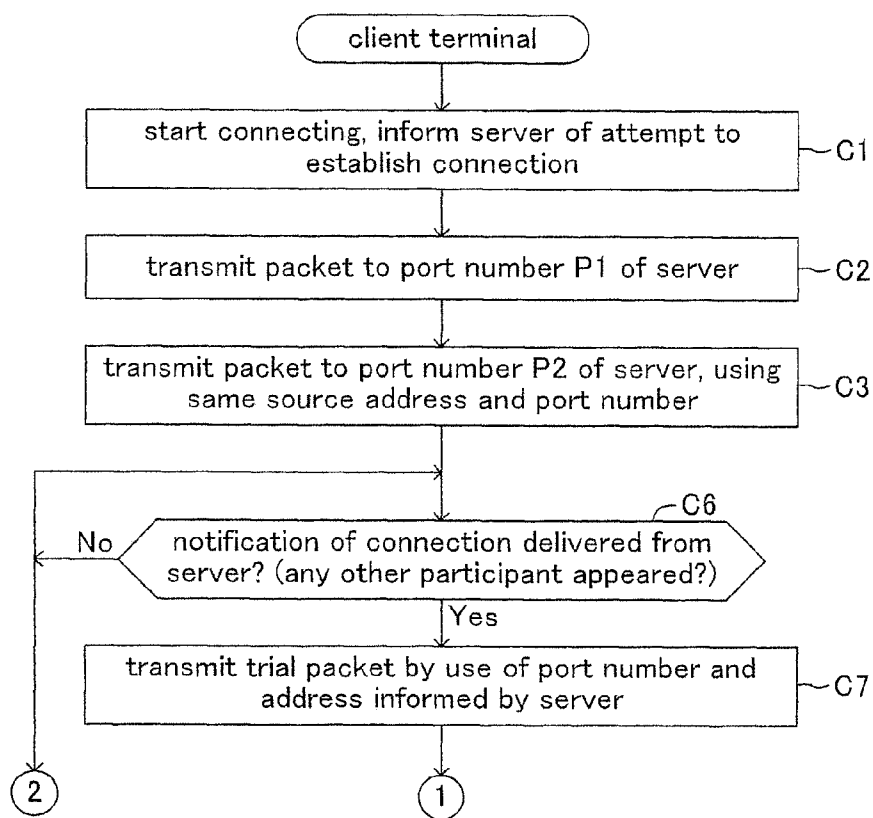 client terminal
start connecting, inform server of attempt to
establish connection
C1
transmit packet to port number P1 of server
C2
transmit packet to port number P2 of server, using
same source address and port number
C3
C6
No
notification of connection delivered from
server? (any other participant appeared?)
Yes
transmit trial packet by use of port number and
address informed by server
C7
2
1